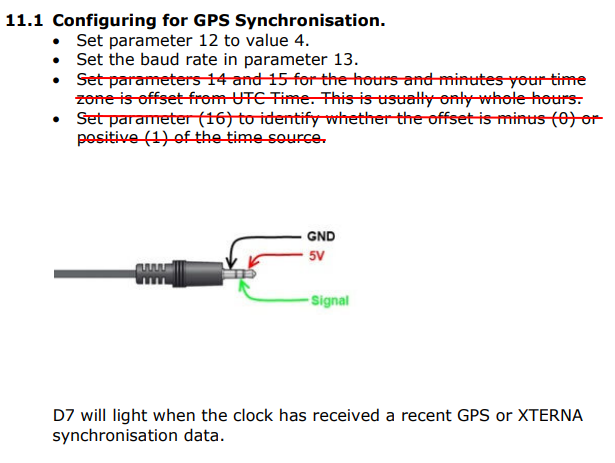 11.1 Configuring for GPS Synchronisation.
• Set parameter 12 to value 4.
• Set the baud rate in parameter 13.
• Set parameters 14 and 15 for the hours and minutes your time
zone is offset from UTC Time. This is usually only whole hours.
• Set parameter (16) to identify whether the offset is minus (0) or
positive (1) of the time source.
GND
5V
Signal
D7 will light when the clock has received a recent GPS or XTERNA
synchronisation data.